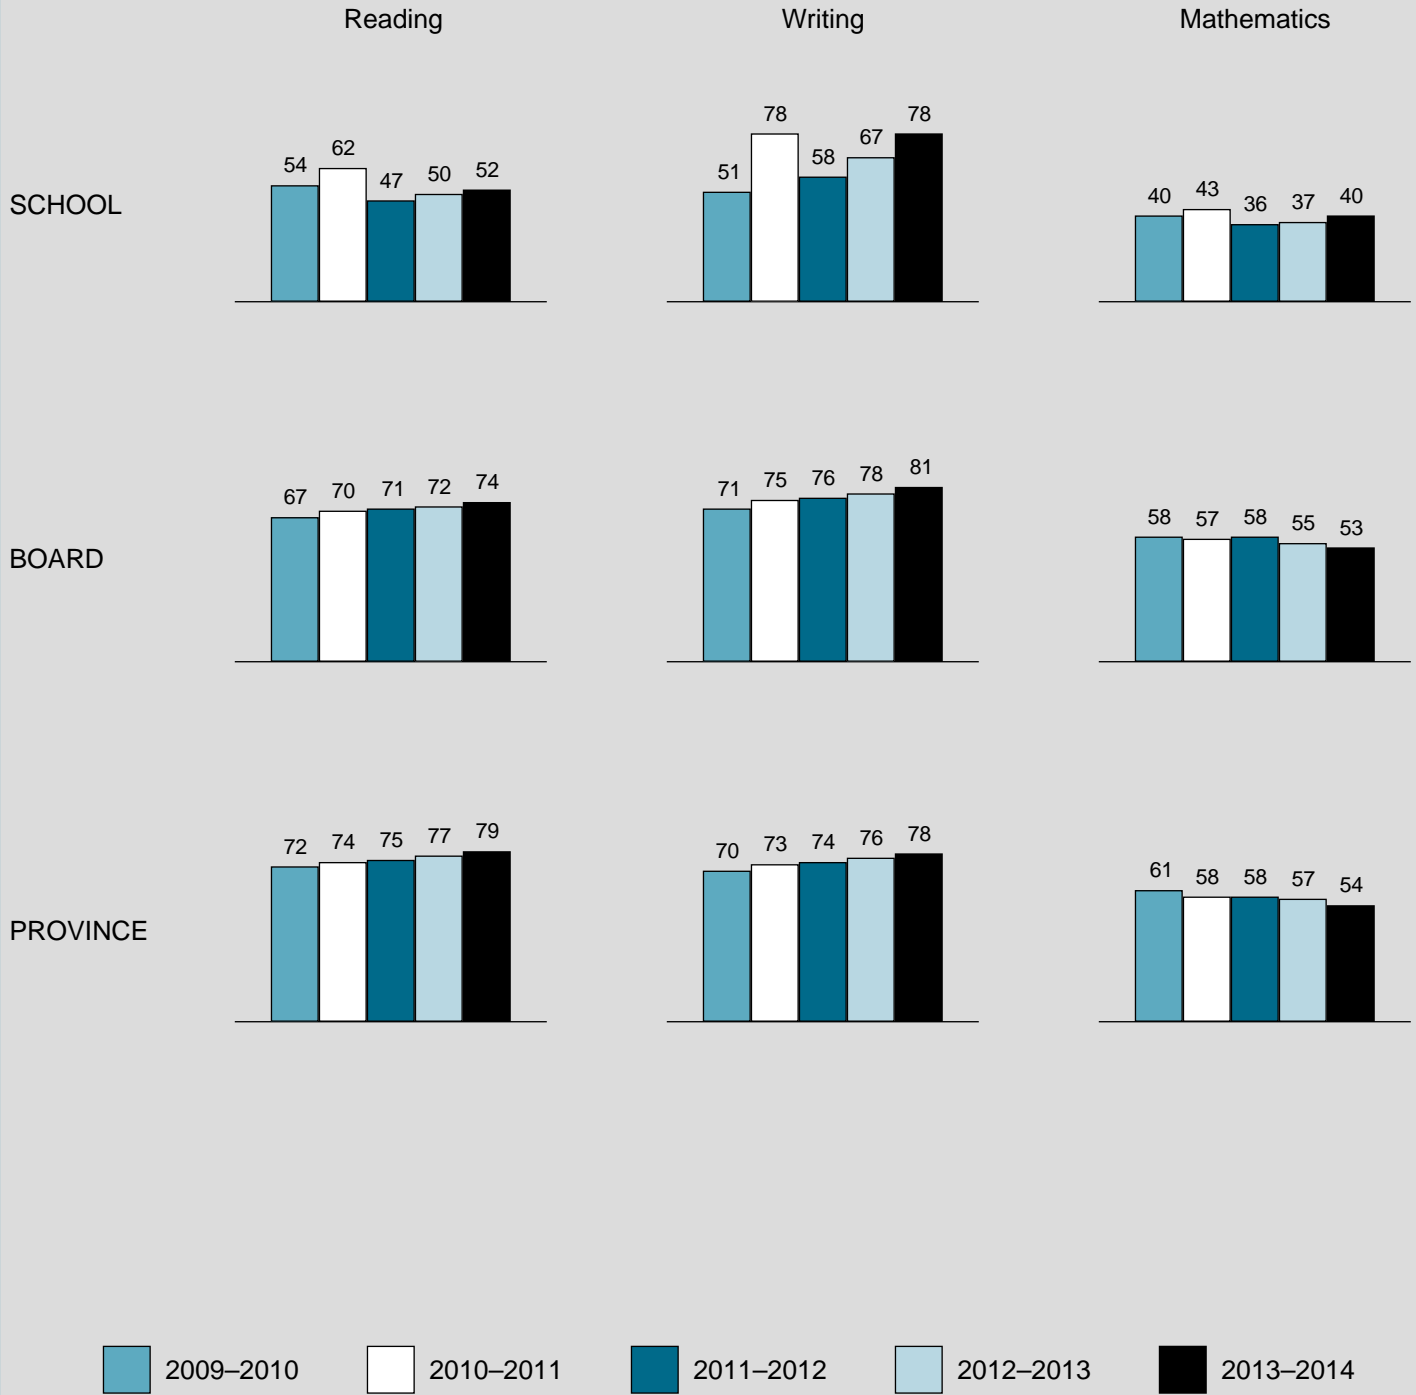 Reading Writing Mathematics
SCHOOL
54 62 47 50 52
51 78 58 67 78
40 43 36 37 40
BOARD
67 70 71 72 74
71 75 76 78 81
58 57 58 55 53
PROVINCE
72 74 75 77 79
70 73 74 76 78
61 58 58 57 54
2009–2010 2010–2011 2011–2012 2012–2013 2013–2014